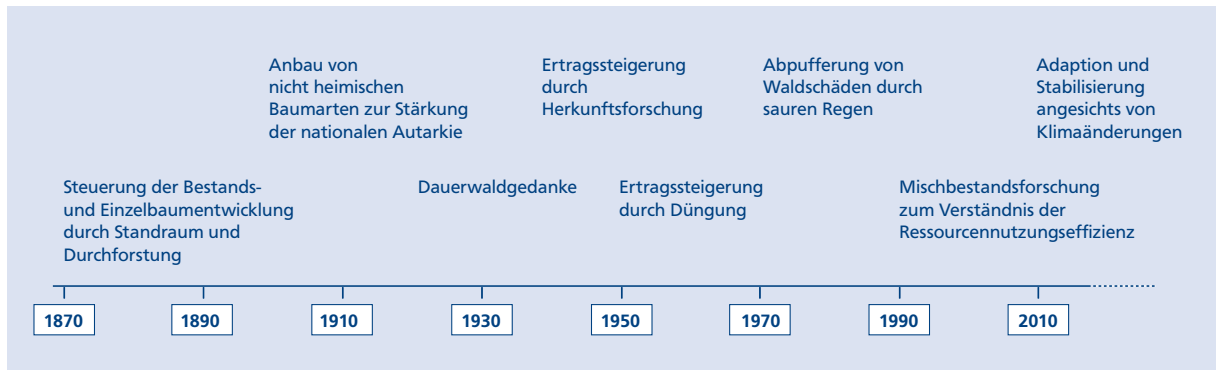 Anbau von
nicht heimischen
Baumarten zur Stärkung
der nationalen Autarkie
Ertragssteigerung
durch
Herkunftsforschung
Abpufferung von
Waldschäden durch
sauren Regen
Adaption und
Stabilisierung
angesichts von
Klimaänderungen
Steuerung der Bestands-
und Einzelbaumentwicklung
durch Standraum und
Durchforstung
Dauerwaldgedanke
Ertragssteigerung
durch Düngung
Mischbestandsforschung
zum Verständnis der
Ressourcennutzungseffizienz
1870
1890
1910
1930
1950
1970
1990
2010